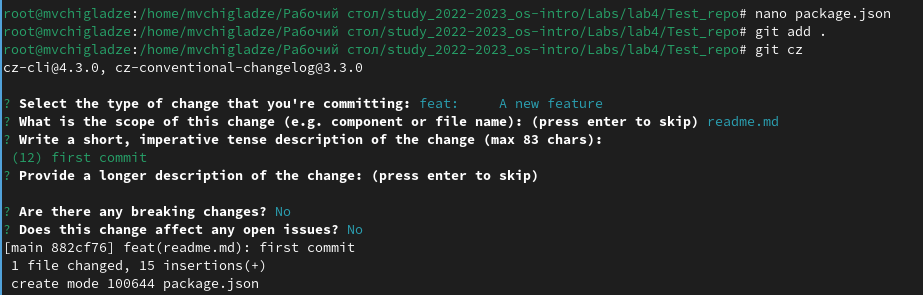 root@mvchigladze:/home/mvchigladze/Рабочий стол/study_2022-2023_os-intro/Labs/lab4/Test_repo# nano package.json
root@mvchigladze:/home/mvchigladze/Рабочий стол/study_2022-2023_os-intro/Labs/lab4/Test_repo# git add .
root@mvchigladze:/home/mvchigladze/Рабочий стол/study_2022-2023_os-intro/Labs/lab4/Test_repo# git cz
cz-cli@4.3.0, cz-conventional-changelog@3.3.0
? Select the type of change that you're committing: feat:     A new feature
? What is the scope of this change (e.g. component or file name): (press enter to skip) readme.md
? Write a short, imperative tense description of the change (max 83 chars):
 (12) first commit
? Provide a longer description of the change: (press enter to skip)
? Are there any breaking changes? No
? Does this change affect any open issues? No
[main 882cf76] feat(readme.md): first commit
 1 file changed, 15 insertions(+)
 create mode 100644 package.json